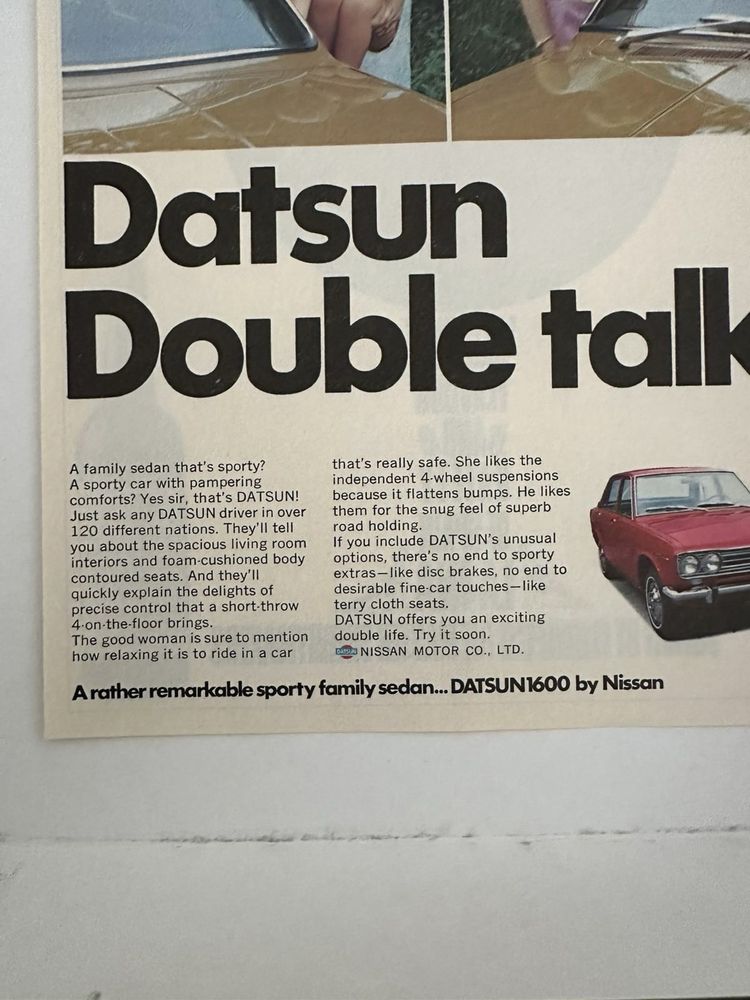 Datsun
Double talk
A family sedan that's sporty?
A sporty car with pampering
comforts? Yes sir, that's DATSUN!
Just ask any DATSUN driver in over
120 different nations. They'll tell
you about the spacious living room
interiors and foam-cushioned body
contoured seats. And they'll
quickly explain the delights of
precise control that a short-throw
4-on-the-floor brings.
The good woman is sure to mention
how relaxing it is to ride in a car
that's really safe. She likes the
independent 4-wheel suspensions
because it flattens bumps. He likes
them for the snug feel of superb
road holding.
If you include DATSUN's unusual
options, there's no end to sporty
extras—like disc brakes, no end to
desirable fine-car touches—like
terry cloth seats.
DATSUN offers you an exciting
double life. Try it soon.
DATSUN NISSAN MOTOR CO., LTD.
A rather remarkable sporty family sedan... DATSUN1600 by Nissan